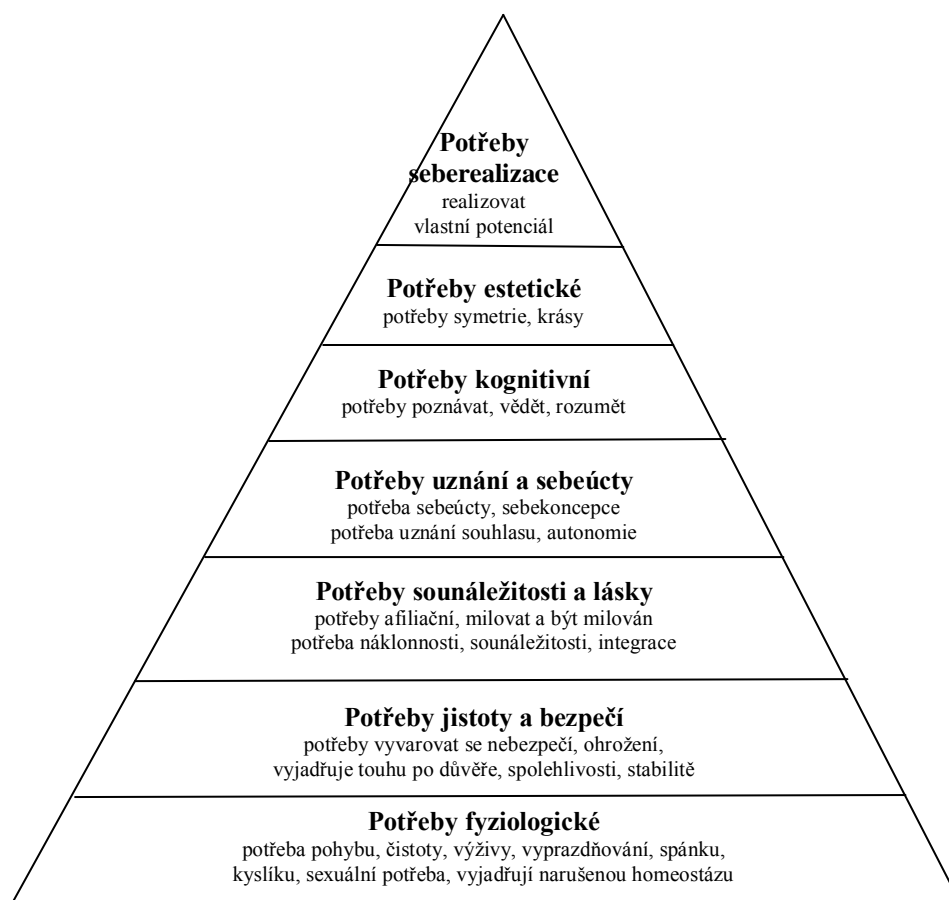 Potřeby
seberealizace
realizovat
vlastní potenciál
Potřeby estetické
potřeby symetrie, krásy
Potřeby kognitivní
potřeby poznávat, vědět, rozumět
Potřeby uznání a sebeúcty
potřeba sebeúcty, sebekoncepce
potřeba uznání souhlasu, autonomie
Potřeby sounáležitosti a lásky
potřeby afiliační, milovat a být milován
potřeba náklonnosti, sounáležitosti, integrace
Potřeby jistoty a bezpečí
potřeby vyvarovat se nebezpečí, ohrožení,
vyjadřuje touhu po důvěře, spolehlivosti, stabilitě
Potřeby fyziologické
potřeba pohybu, čistoty, výživy, vyprazdňování, spánku,
kyslíku, sexuální potřeba, vyjadřují narušenou homeostázu